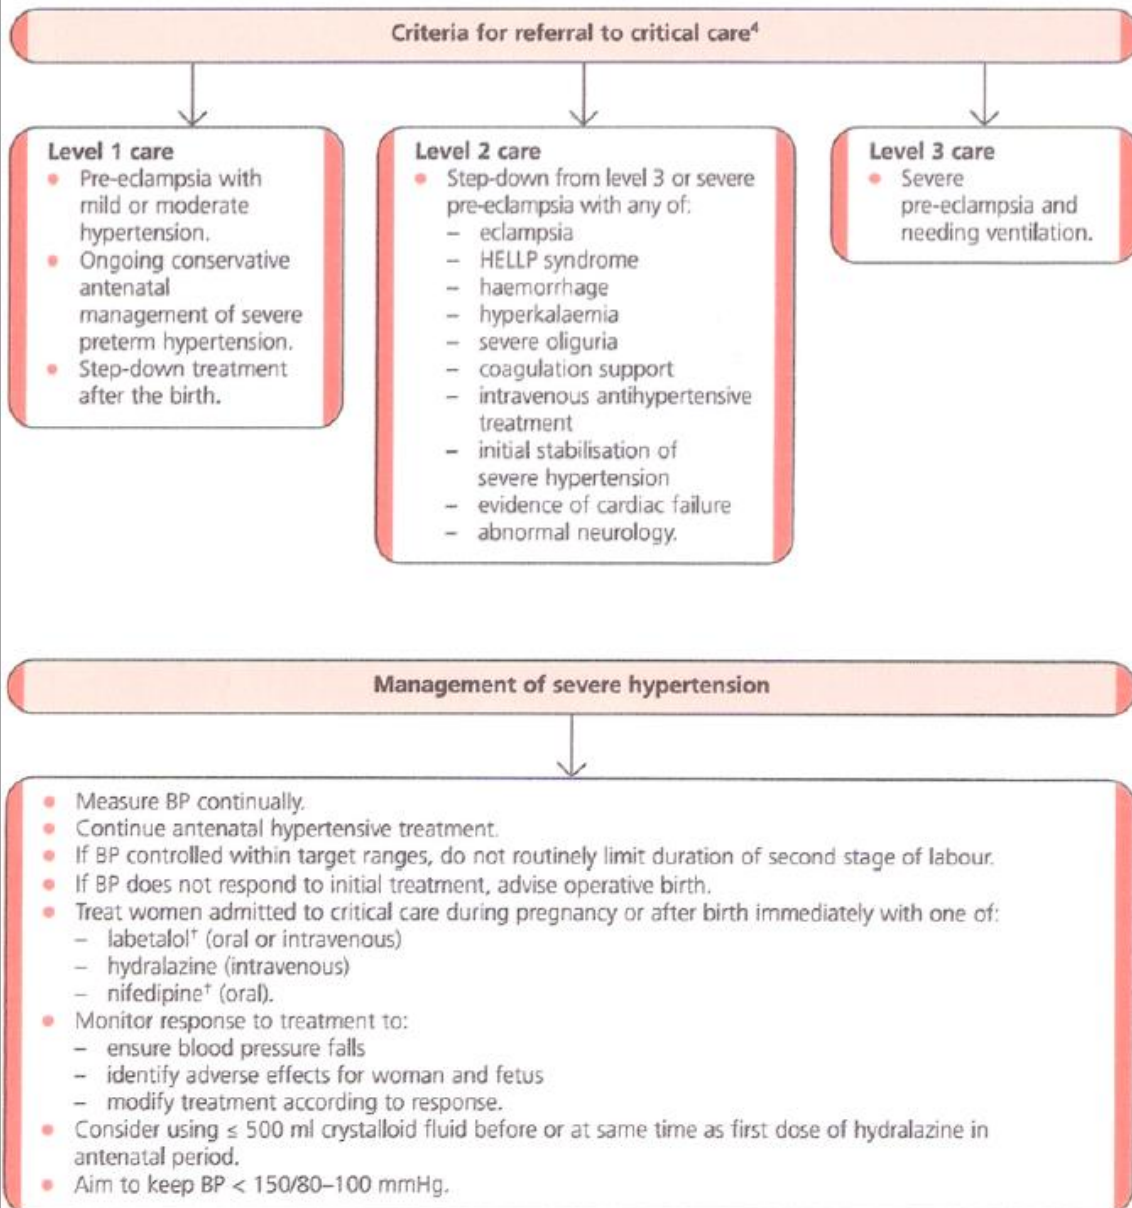 Criteria for referral to critical care⁴
Level 1 care
• Pre-eclampsia with
mild or moderate
hypertension.
• Ongoing conservative
antenatal
management of severe
preterm hypertension.
• Step-down treatment
after the birth.
Level 2 care
• Step-down from level 3 or severe
pre-eclampsia with any of:
– eclampsia
– HELLP syndrome
– haemorrhage
– hyperkalaemia
– severe oliguria
– coagulation support
– intravenous antihypertensive
treatment
– initial stabilisation of
severe hypertension
– evidence of cardiac failure
– abnormal neurology.
Level 3 care
• Severe
pre-eclampsia and
needing ventilation.
Management of severe hypertension
• Measure BP continually.
• Continue antenatal hypertensive treatment.
• If BP controlled within target ranges, do not routinely limit duration of second stage of labour.
• If BP does not respond to initial treatment, advise operative birth.
• Treat women admitted to critical care during pregnancy or after birth immediately with one of:
– labetalol† (oral or intravenous)
– hydralazine (intravenous)
– nifedipine† (oral).
• Monitor response to treatment to:
– ensure blood pressure falls
– identify adverse effects for woman and fetus
– modify treatment according to response.
• Consider using ≤ 500 ml crystalloid fluid before or at same time as first dose of hydralazine in
antenatal period.
• Aim to keep BP < 150/80–100 mmHg.